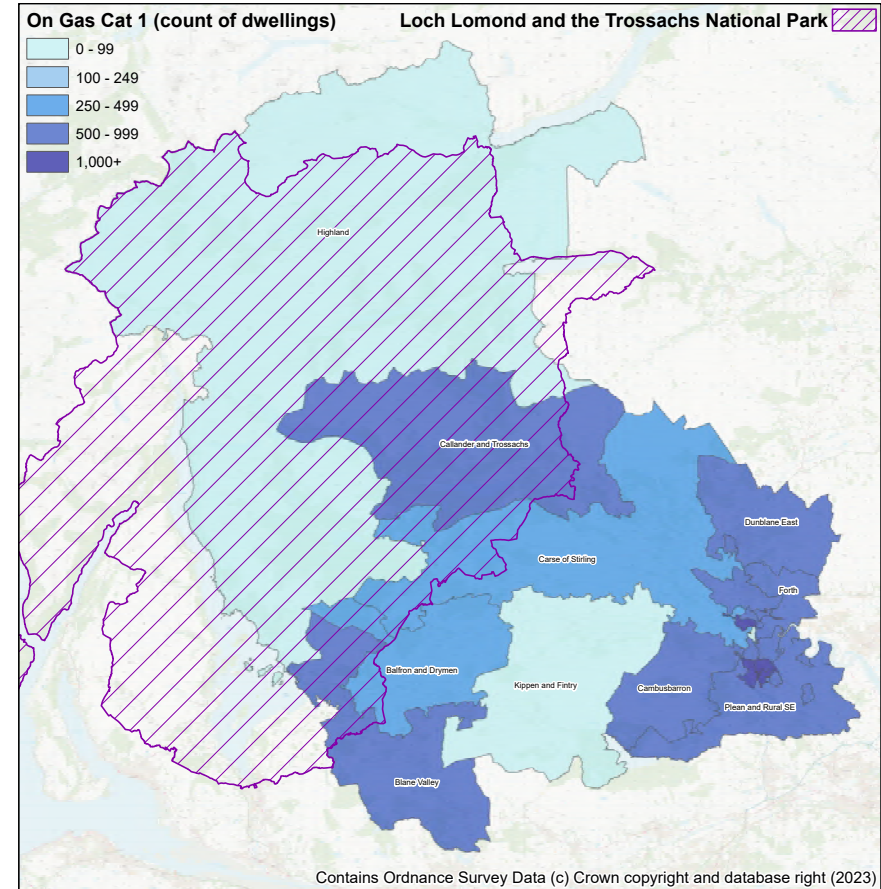 On Gas Cat 1 (count of dwellings)
Loch Lomond and the Trossachs National Park
0 - 99
100 - 249
250 - 499
500 - 999
1,000+
Highland
Callander and Trossachs
Dunblane East
Carse of Stirling
Forth
Balfron and Drymen
Kippen and Fintry
Cambusbarron
Plean and Rural SE
Blane Valley
Contains Ordnance Survey Data (c) Crown copyright and database right (2023)